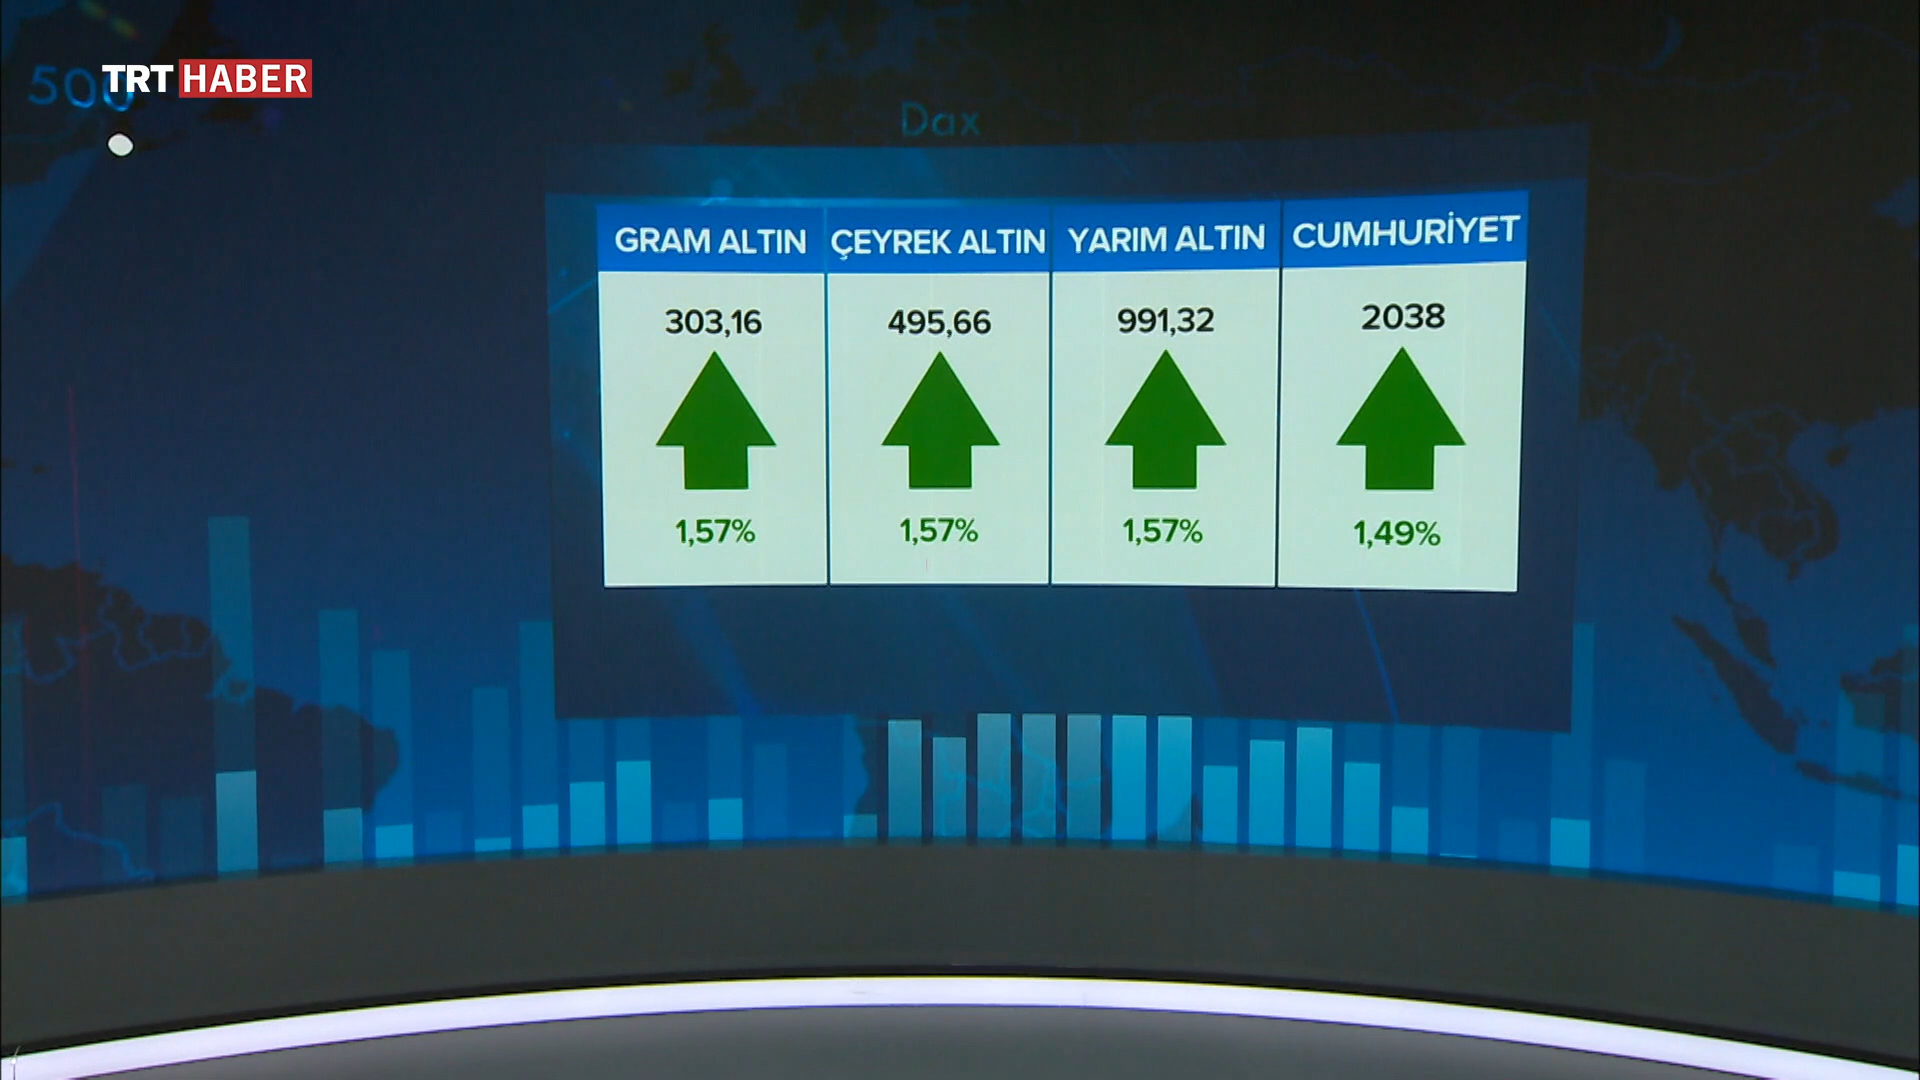 500
TRT HABER
Dax
GRAM ALTIN ÇEYREK ALTIN YARIM ALTIN CUMHURİYET
303,16 495,66 991,32 2038
1,57% 1,57% 1,57% 1,49%